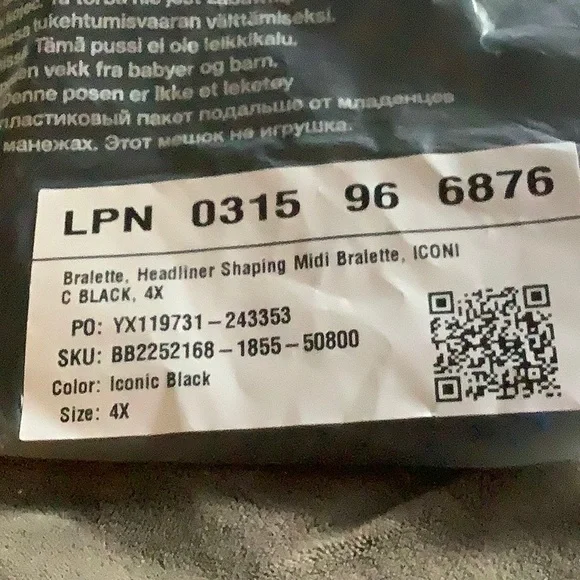 tukehtumisvaaran välttämiseksi.
Tämä pussi ei ole leikkikalu.
vekk fra babyer og barn.
Denne posen er ikke et leketøy
пластиковый пакет подальше от младенцев
манежах. Этот мешок не игрушка.
LPN 0315 96 6876
Bralette, Headliner Shaping Midi Bralette, ICONI
C BLACK, 4X
PO: YX119731-243353
SKU: BB2252168-1855-50800
Color: Iconic Black
Size: 4X